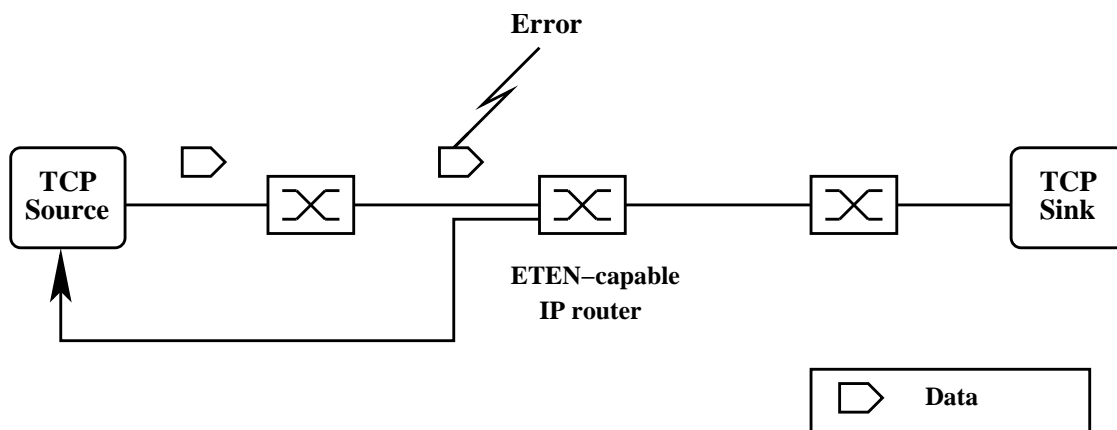 Error
TCP
Source
TCP
Sink
ETEN–capable
IP router
Data